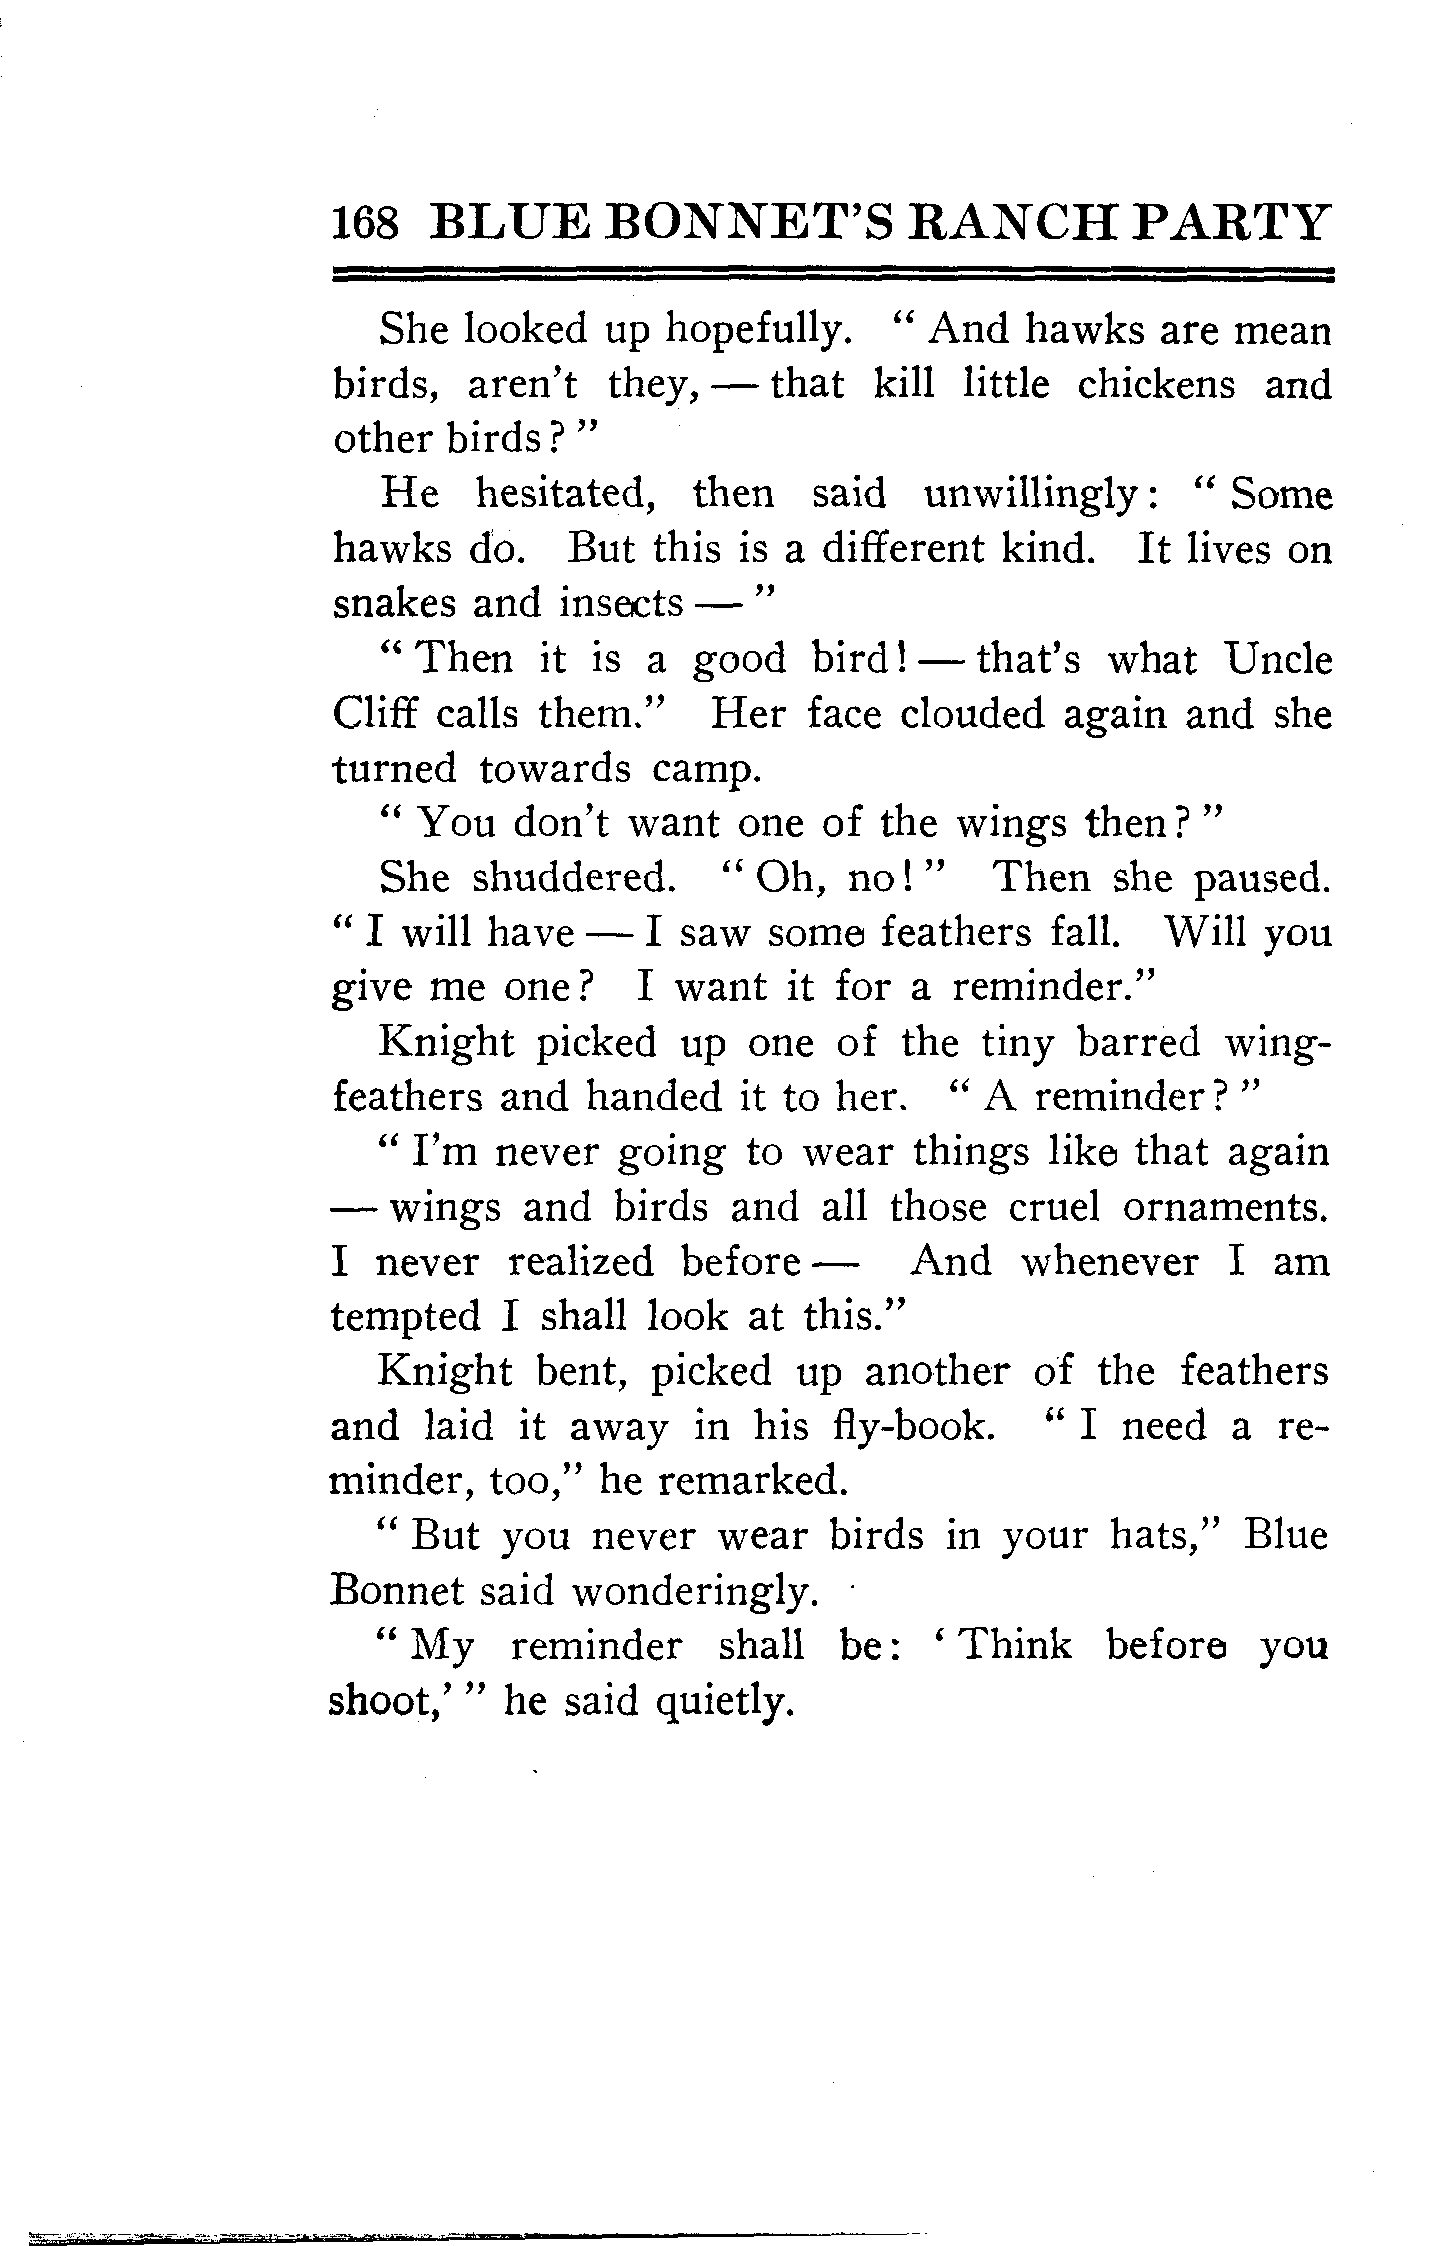 168 BLUE BONNET'S RANCH PARTY
She looked up hopefully. " And hawks are mean
birds, aren't they, — that kill little chickens and
other birds? "
He hesitated, then said unwillingly: " Some
hawks do. But this is a different kind. It lives on
snakes and insects — "
" Then it is a good bird! — that's what Uncle
Cliff calls them." Her face clouded again and she
turned towards camp.
" You don't want one of the wings then? "
She shuddered. " Oh, no! " Then she paused.
" I will have — I saw some feathers fall. Will you
give me one? I want it for a reminder."
Knight picked up one of the tiny barred wing-
feathers and handed it to her. " A reminder? "
" I'm never going to wear things like that again
— wings and birds and all those cruel ornaments.
I never realized before — And whenever I am
tempted I shall look at this."
Knight bent, picked up another of the feathers
and laid it away in his fly-book. " I need a re-
minder, too," he remarked.
" But you never wear birds in your hats," Blue
Bonnet said wonderingly.
" My reminder shall be: ' Think before you
shoot,' " he said quietly.